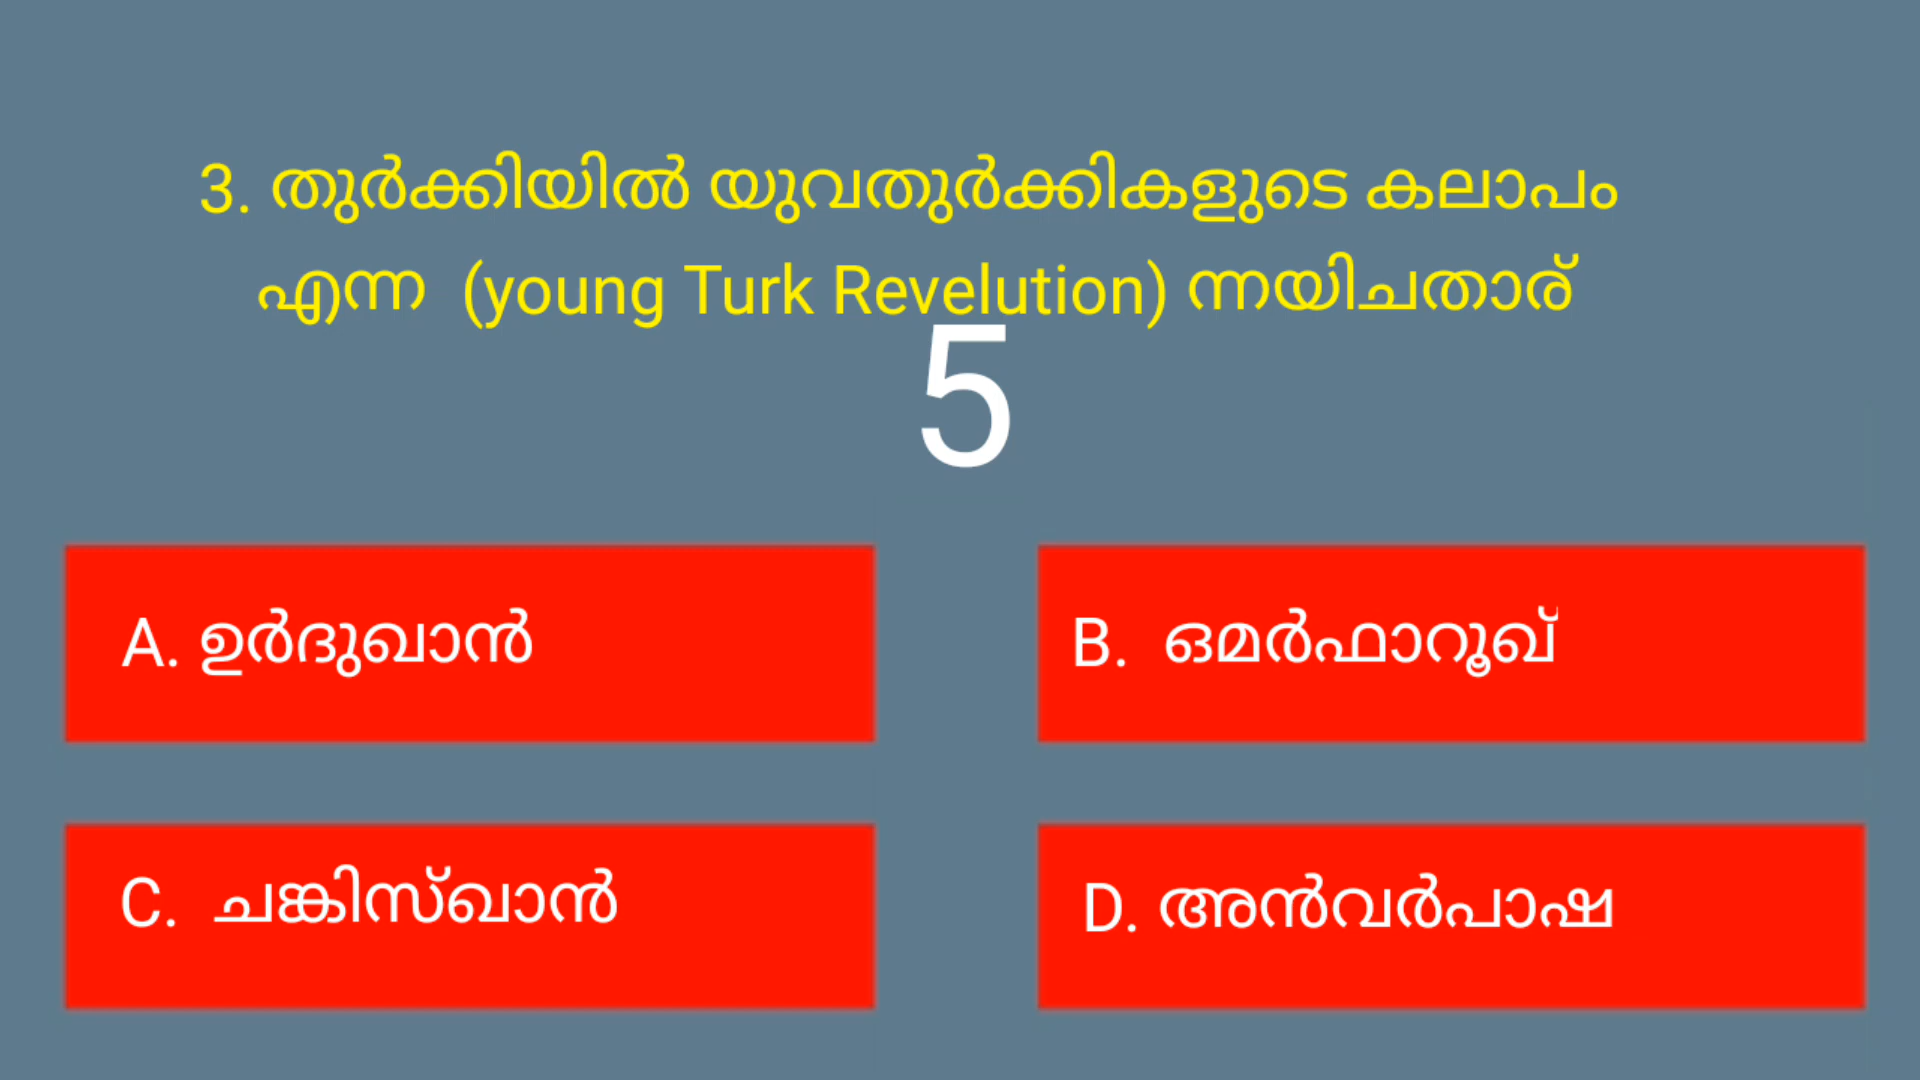 3. തുർക്കിയിൽ യുവതുർക്കികളുടെ കലാപം
എന്ന (young Turk Revelution) ന്നയിചതാര്
5
A. ഉർദുഖാൻ
B. ഒമർഫാറൂഖ്
C. ചങ്കിസ്ഖാൻ
D. അൻവർപാഷ